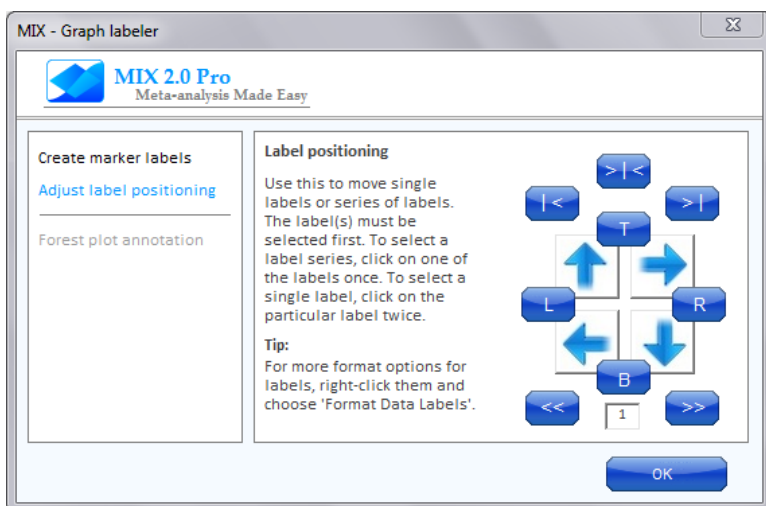 MIX - Graph labeler
MIX 2.0 Pro
Meta-analysis Made Easy
Create marker labels
Adjust label positioning
Forest plot annotation
Label positioning
Use this to move single
labels or series of labels.
The label(s) must be
selected first. To select a
label series, click on one of
the labels once. To select a
single label, click on the
particular label twice.
Tip:
For more format options for
labels, right-click them and
choose 'Format Data Labels'.
>|<
|<
>|
T
L
R
B
<<
1
>>
OK